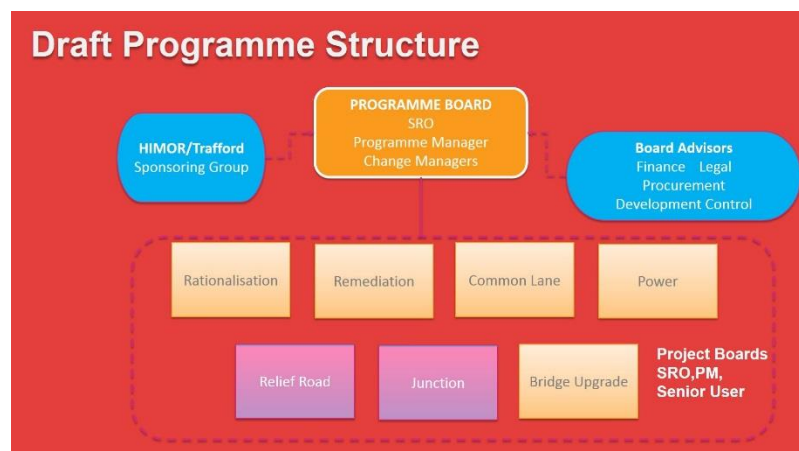 Draft Programme Structure
PROGRAMME BOARD
SRO
Programme Manager
Change Managers
HIMOR/Trafford
Sponsoring Group
Board Advisors
Finance Legal
Procurement
Development Control
Rationalisation
Remediation
Common Lane
Power
Relief Road
Junction
Bridge Upgrade
Project Boards
SRO,PM,
Senior User